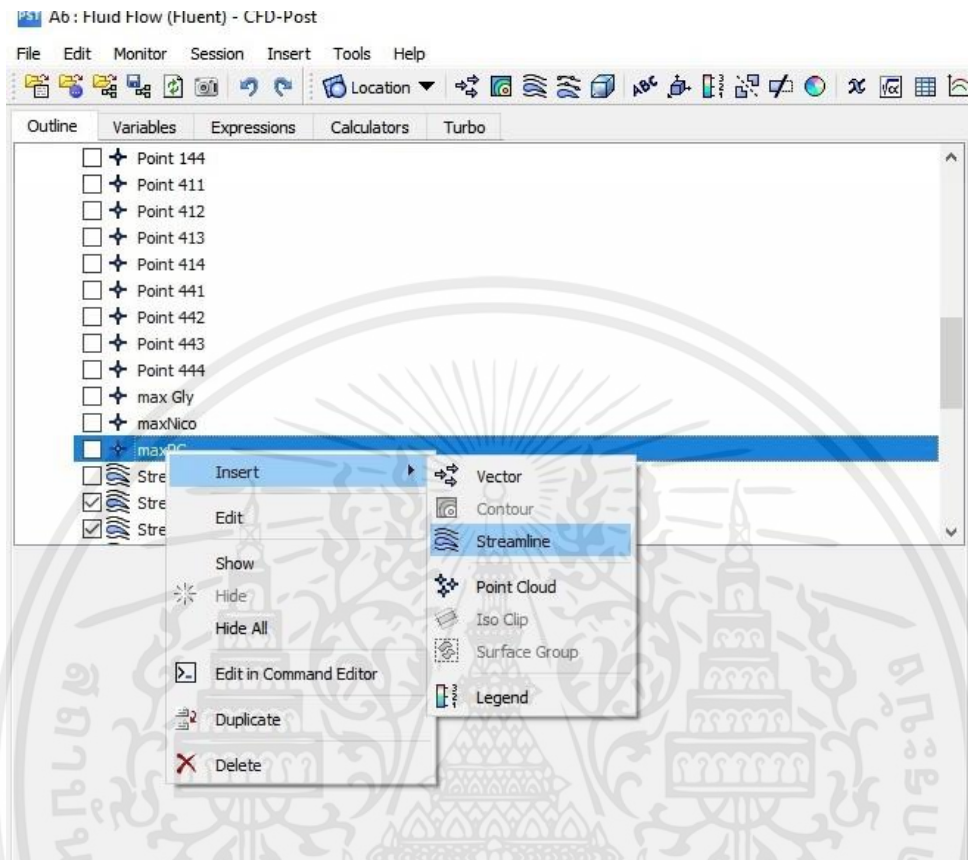 A6 : Fluid Flow (Fluent) - CFD-Post
File Edit Monitor Session Insert Tools Help
Location
Outline Variables Expressions Calculators Turbo
Point 144
Point 411
Point 412
Point 413
Point 414
Point 441
Point 442
Point 443
Point 444
max Gly
maxNico
Stre
Stre
Stre
Insert
Edit
Show
Hide
Hide All
Edit in Command Editor
Duplicate
Delete
Vector
Contour
Streamline
Point Cloud
Iso Clip
Surface Group
Legend